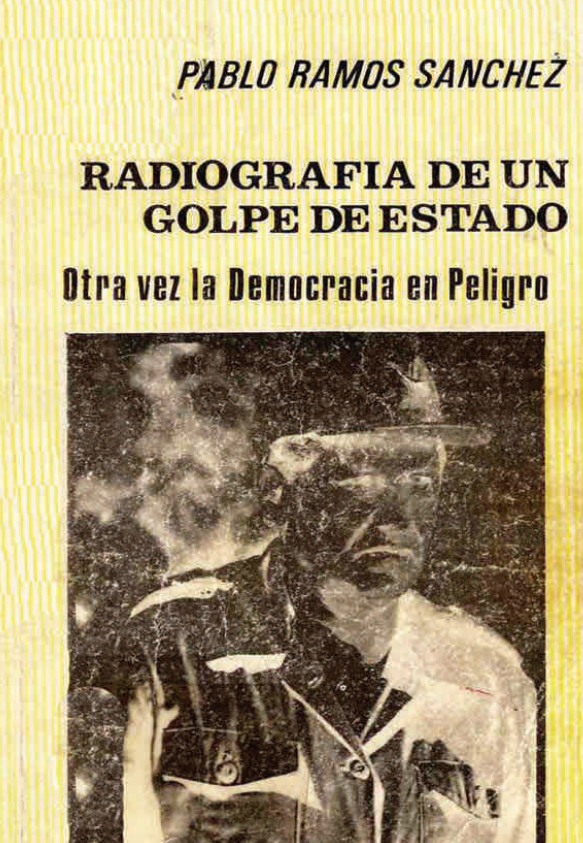 PABLO RAMOS SANCHEZ
RADIOGRAFIA DE UN
GOLPE DE ESTADO
Otra vez la Democracia en Peligro